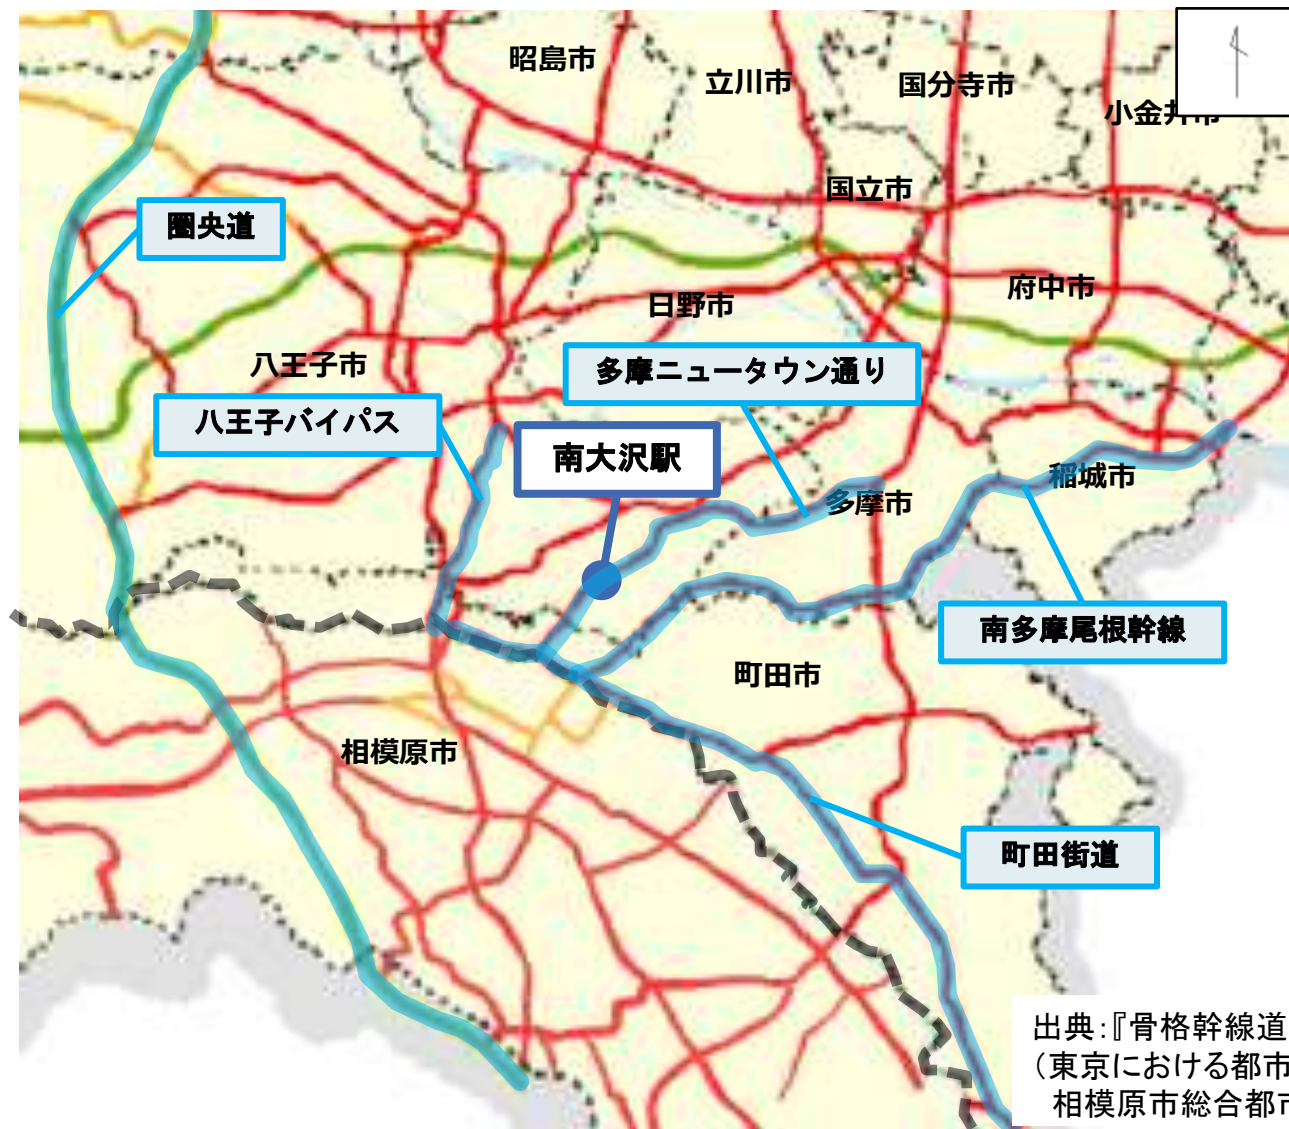 昭島市
立川市
国分寺市
小金井市
国立市
圏央道
府中市
日野市
八王子市
多摩ニュータウン通り
八王子バイパス
南大沢駅
稲城市
多摩市
南多摩尾根幹線
町田市
相模原市
町田街道
出典：『骨格幹線道
（東京における都市
相模原市総合都市